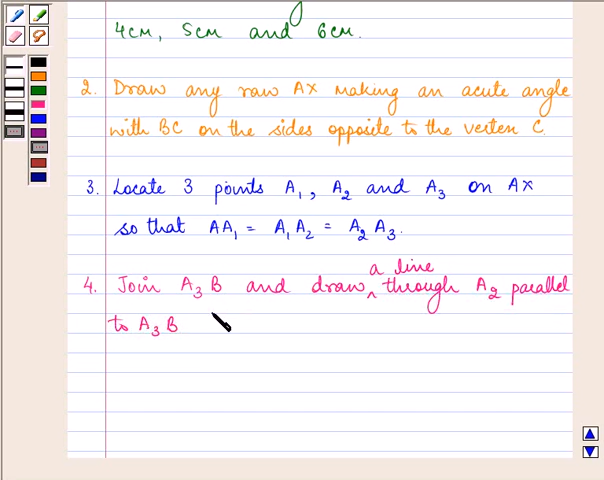 4cm, 5cm and 6cm.
2. Draw any raw AX making an acute angle
with BC on the sides opposite to the vertex C.
3. Locate 3 points A₁, A₂ and A₃ on AX
so that AA₁ = A₁A₂ = A₂A₃.
a line
4. Join A₃B and draw ^ through A₂ parallel
to A₃B